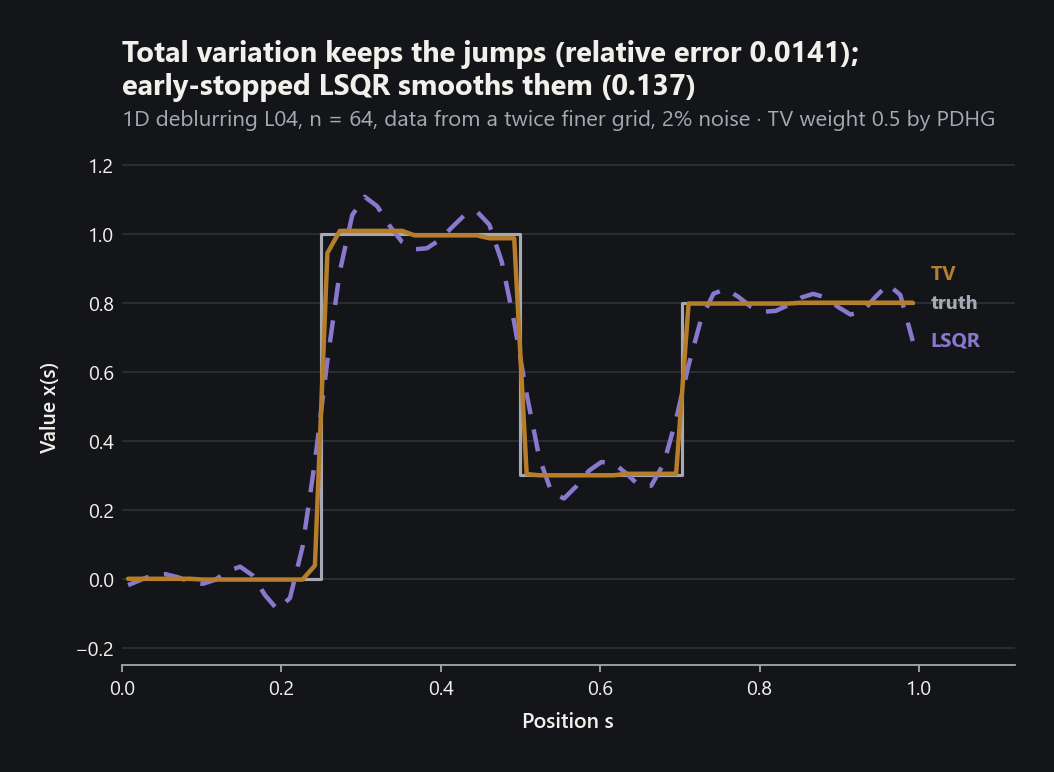 Total variation keeps the jumps (relative error 0.0141);
early-stopped LSQR smooths them (0.137)
1D deblurring L04, n = 64, data from a twice finer grid, 2% noise · TV weight 0.5 by PDHG
1.2
1.0
0.8
0.6
0.4
0.2
0.0
−0.2
Value x(s)
TV
truth
LSQR
0.0 0.2 0.4 0.6 0.8 1.0
Position s